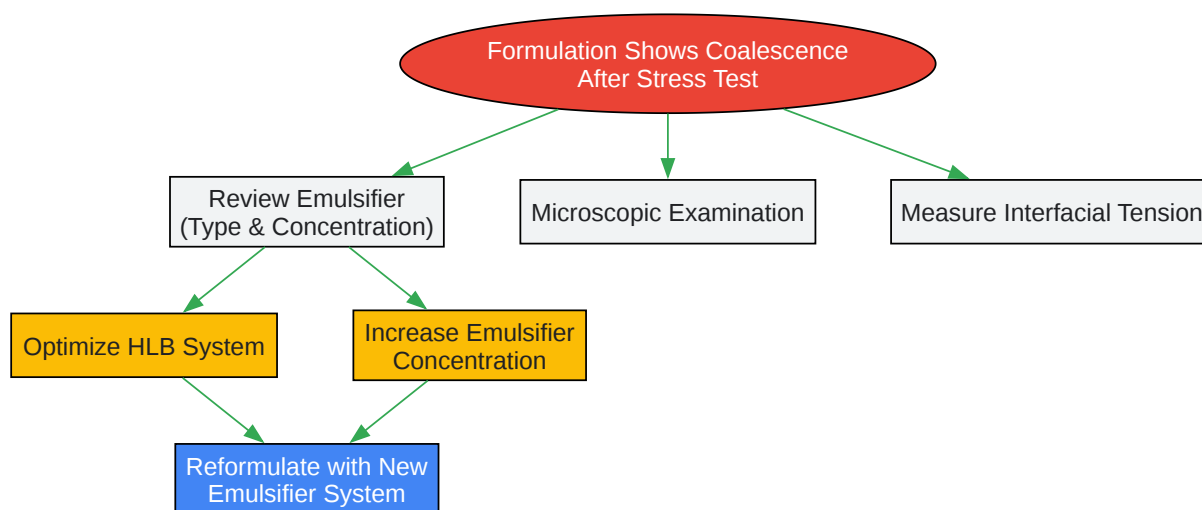 Formulation Shows Coalescence
After Stress Test
Review Emulsifier
(Type & Concentration)
Microscopic Examination
Measure Interfacial Tension
Optimize HLB System
Increase Emulsifier
Concentration
Reformulate with New
Emulsifier System